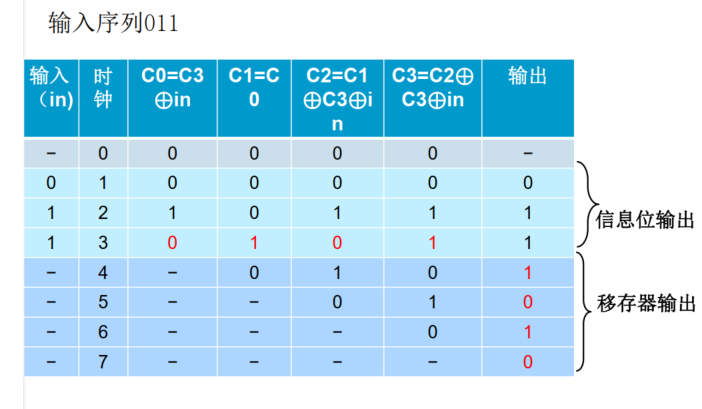 输入序列011
输入（in) 时钟 C0=C3⊕in C1=C0 C2=C1⊕C3⊕in C3=C2⊕C3⊕in 输出
− 0 0 0 0 0 −
0 1 0 0 0 0 0
1 2 1 0 1 1 1
1 3 0 1 0 1 1
− 4 − 0 1 0 1
− 5 − − 0 1 0
− 6 − − − 0 1
− 7 − − − − 0
信息位输出
移存器输出